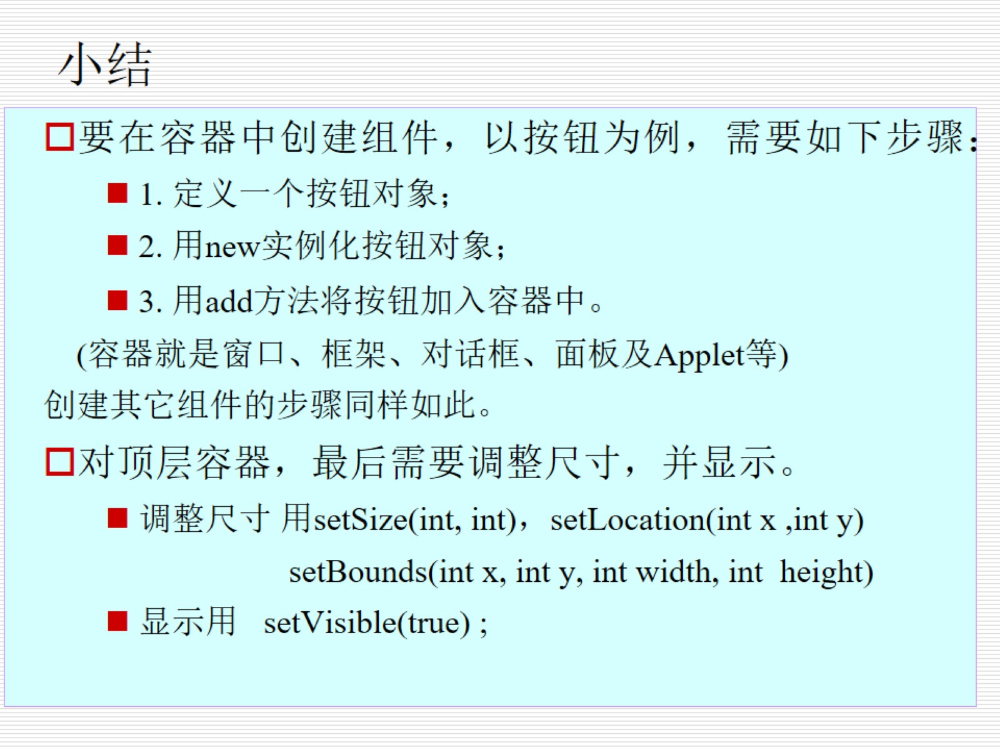 小结
要在容器中创建组件，以按钮为例，需要如下步骤：
1. 定义一个按钮对象；
2. 用new实例化按钮对象；
3. 用add方法将按钮加入容器中。
(容器就是窗口、框架、对话框、面板及Applet等)
创建其它组件的步骤同样如此。
对顶层容器，最后需要调整尺寸，并显示。
调整尺寸 用setSize(int, int)，setLocation(int x ,int y)
setBounds(int x, int y, int width, int  height)
显示用   setVisible(true) ;